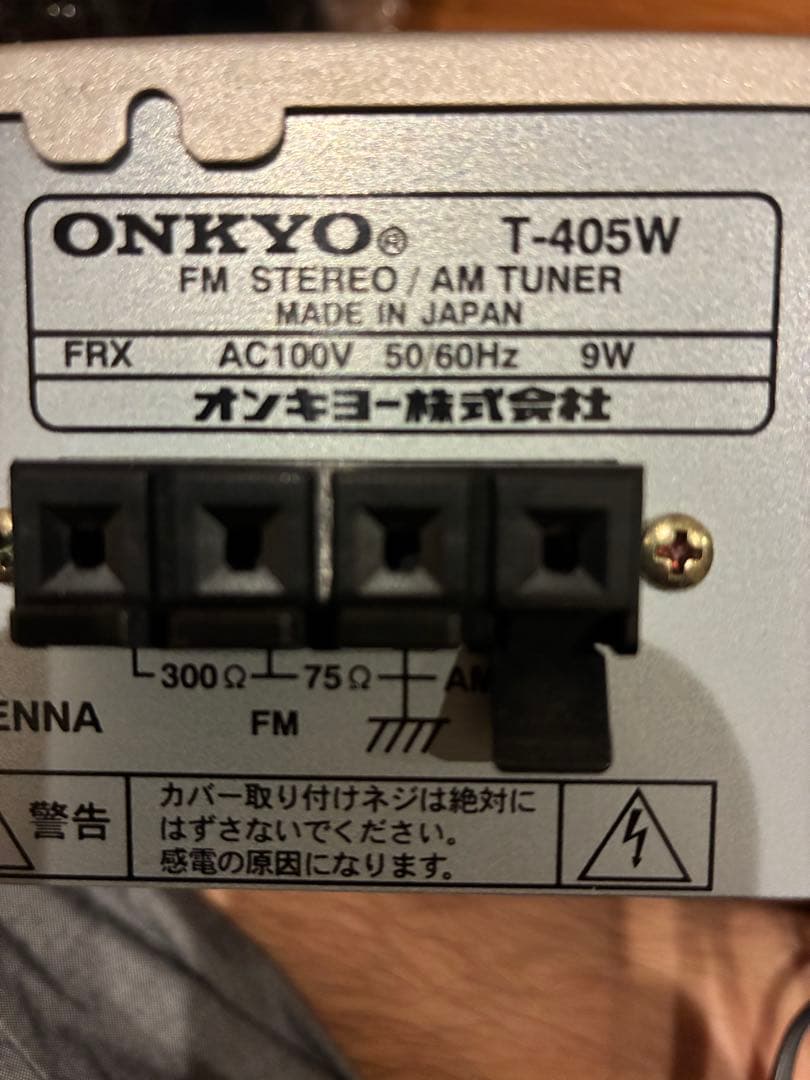 ONKYO® T-405W
FM STEREO / AM TUNER
MADE IN JAPAN
FRX AC100V 50/60Hz 9W
オンキヨー株式会社
300Ω 75Ω AM
ENNA FM
警告
カバー取り付けネジは絶対に
はずさないでください。
感電の原因になります。